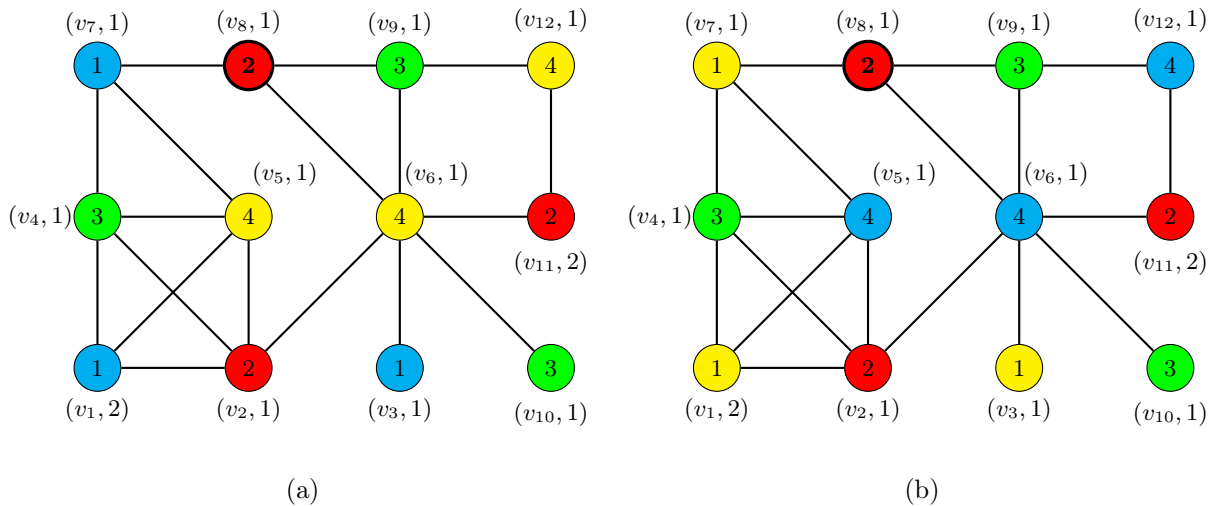 (v7, 1) (v8, 1) (v9, 1) (v12, 1) (v7, 1) (v8, 1) (v9, 1) (v12, 1)
1 2 3 4 1 2 3 4
(v5, 1) (v6, 1) (v5, 1) (v6, 1)
(v4, 1) 3 4 4 2 (v4, 1) 3 4 4 2
(v11, 2) (v11, 2)
1 2 1 3 1 2 1 3
(v1, 2) (v2, 1) (v3, 1) (v10, 1) (v1, 2) (v2, 1) (v3, 1) (v10, 1)
(a) (b)